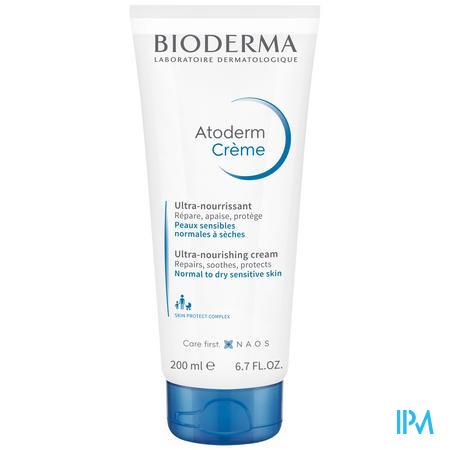 BIODERMA
LABORATOIRE DERMATOLOGIQUE
Atoderm
Crème
Ultra-nourrissant
Répare, apaise, protège
Peaux sensibles
normales à sèches
Ultra-nourishing cream
Repairs, soothes, protects
Normal to dry sensitive skin
SKIN PROTECT COMPLEX
Care first. NAOS
200 ml e 6.7 FL.OZ.
IPM